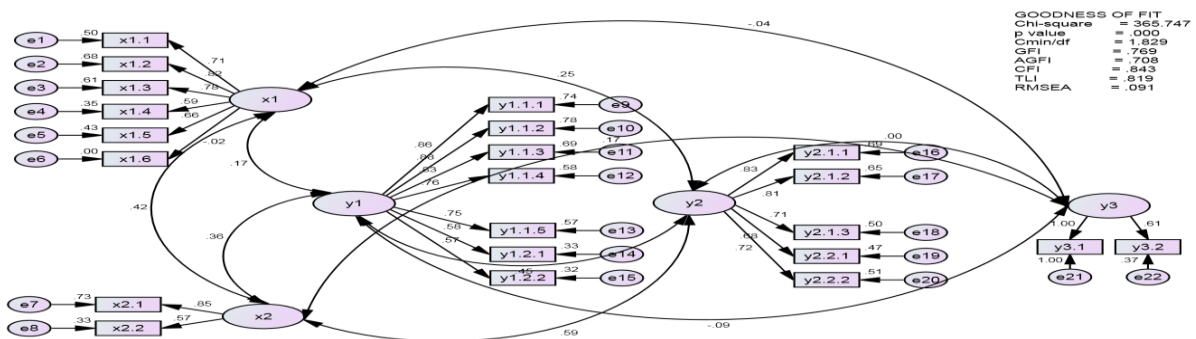 GOODNESS OF FIT
Chi-square = 365.747
p value = .000
Cmin/df = 1.829
GFI = .769
AGFI = .708
CFI = .843
TLI = .819
RMSEA = .091
-.04
e1 .50 x1.1 .71
e2 .68 x1.2 .82
e3 .61 x1.3 .78
e4 .35 x1.4 .59
e5 .43 x1.5 .66
e6 .00 x1.6 -.02
x1
.25
.17
.42
.36
y1
.86 y1.1.1 .74 e9
.88 y1.1.2 .78 e10
.83 y1.1.3 .69 e11
.76 y1.1.4 .58 e12
.75 y1.1.5 .57 e13
.58 y1.2.1 .33 e14
.57 y1.2.2 .32 e15
.17
.00
.45
y2
.83 y2.1.1 .69 e16
.81 y2.1.2 .65 e17
.71 y2.1.3 .50 e18
.68 y2.2.1 .47 e19
.72 y2.2.2 .51 e20
y3
1.00 .61
y3.1 y3.2
1.00 .37
e21 e22
e7 .73 x2.1 .85
e8 .33 x2.2 .57
x2
.59
-.09